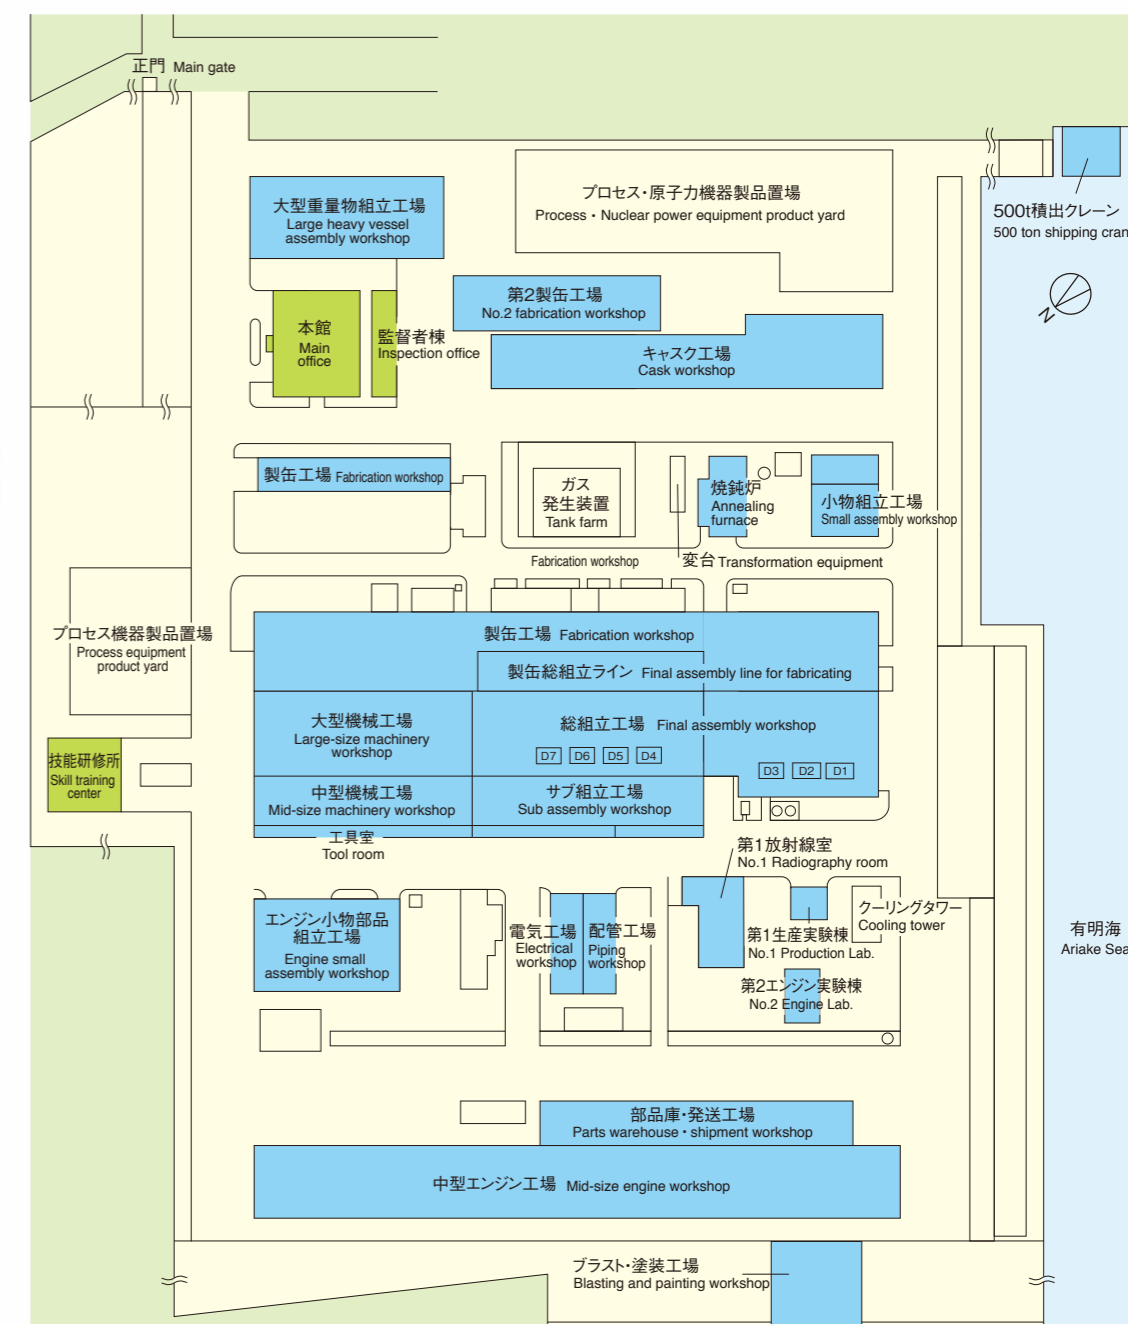 正門 Main gate
大型重量物組立工場
Large heavy vessel
assembly workshop
プロセス・原子力機器製品置場
Process・Nuclear power equipment product yard
500t積出クレーン
500 ton shipping cran
N
第2製缶工場
No.2 fabrication workshop
本館
Main
office
監督者棟
Inspection office
キャスク工場
Cask workshop
製缶工場 Fabrication workshop
ガス
発生装置
Tank farm
焼鈍炉
Annealing
furnace
小物組立工場
Small assembly workshop
Fabrication workshop
変台 Transformation equipment
プロセス機器製品置場
Process equipment
product yard
製缶工場 Fabrication workshop
製缶総組立ライン Final assembly line for fabricating
大型機械工場
Large-size machinery
workshop
総組立工場 Final assembly workshop
D7 D6 D5 D4
D3 D2 D1
技能研修所
Skill training
center
中型機械工場
Mid-size machinery workshop
サブ組立工場
Sub assembly workshop
工具室
Tool room
第1放射線室
No.1 Radiography room
エンジン小物部品
組立工場
Engine small
assembly workshop
電気工場
Electrical
workshop
配管工場
Piping
workshop
クーリングタワー
Cooling tower
第1生産実験棟
No.1 Production Lab.
第2エンジン実験棟
No.2 Engine Lab.
有明海
Ariake Sea
部品庫・発送工場
Parts warehouse・shipment workshop
中型エンジン工場 Mid-size engine workshop
ブラスト・塗装工場
Blasting and painting workshop